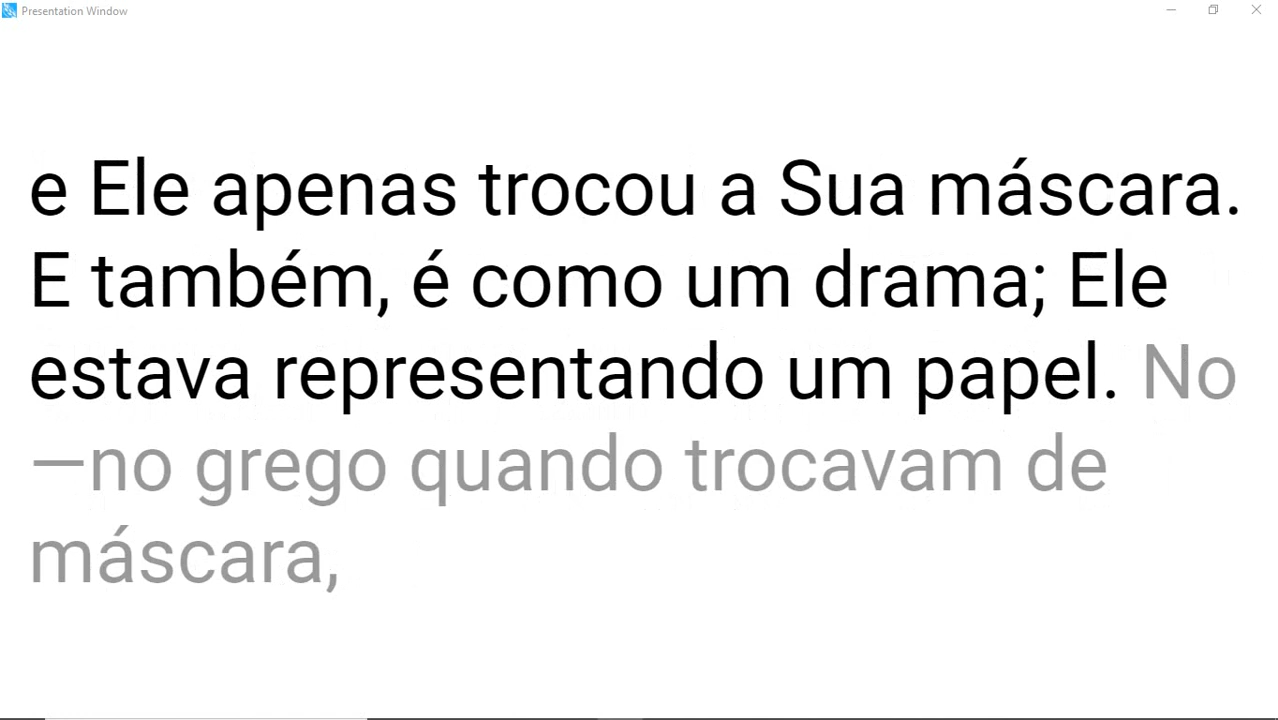 Presentation Window
e Ele apenas trocou a Sua máscara.
E também, é como um drama; Ele
estava representando um papel. No
—no grego quando trocavam de
máscara,